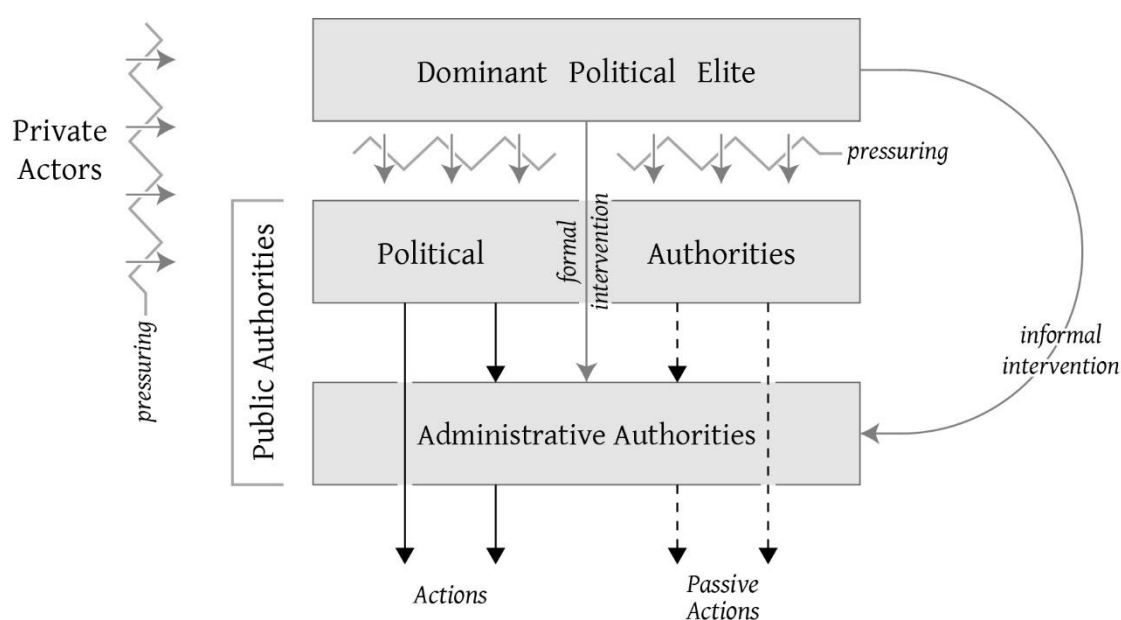 Dominant Political Elite
Private
Actors
pressuring
pressuring
Public Authorities
Political Authorities
formal
intervention
informal
intervention
Administrative Authorities
Actions
Passive
Actions